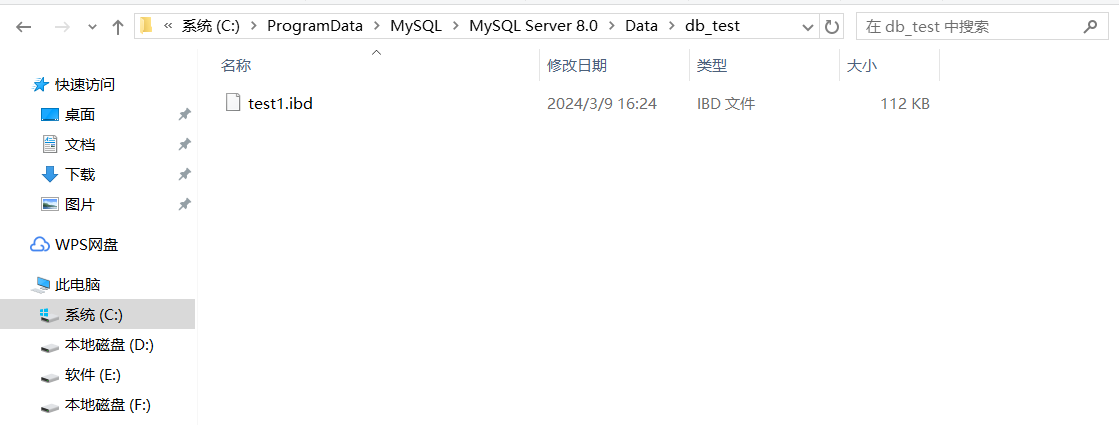 « 系统 (C:) > ProgramData > MySQL > MySQL Server 8.0 > Data > db_test
在 db_test 中搜索
名称 修改日期 类型 大小
test1.ibd 2024/3/9 16:24 IBD 文件 112 KB
快速访问
桌面
文档
下载
图片
WPS网盘
此电脑
系统 (C:)
本地磁盘 (D:)
软件 (E:)
本地磁盘 (F:)